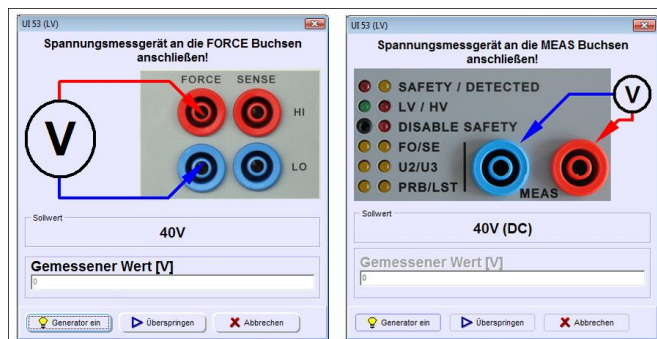 UI 53 (LV)
Spannungsmessgerät an die FORCE Buchsen
anschließen!
FORCE SENSE
HI
LO
V
Sollwert
40V
Gemessener Wert [V]
0
Generator ein
Überspringen
Abbrechen
UI 53 (LV)
Spannungsmessgerät an die MEAS Buchsen
anschließen!
SAFETY / DETECTED
LV / HV
DISABLE SAFETY
FO/SE
U2/U3
PRB/LST
MEAS
V
Sollwert
40V (DC)
Gemessener Wert [V]
0
Generator ein
Überspringen
Abbrechen